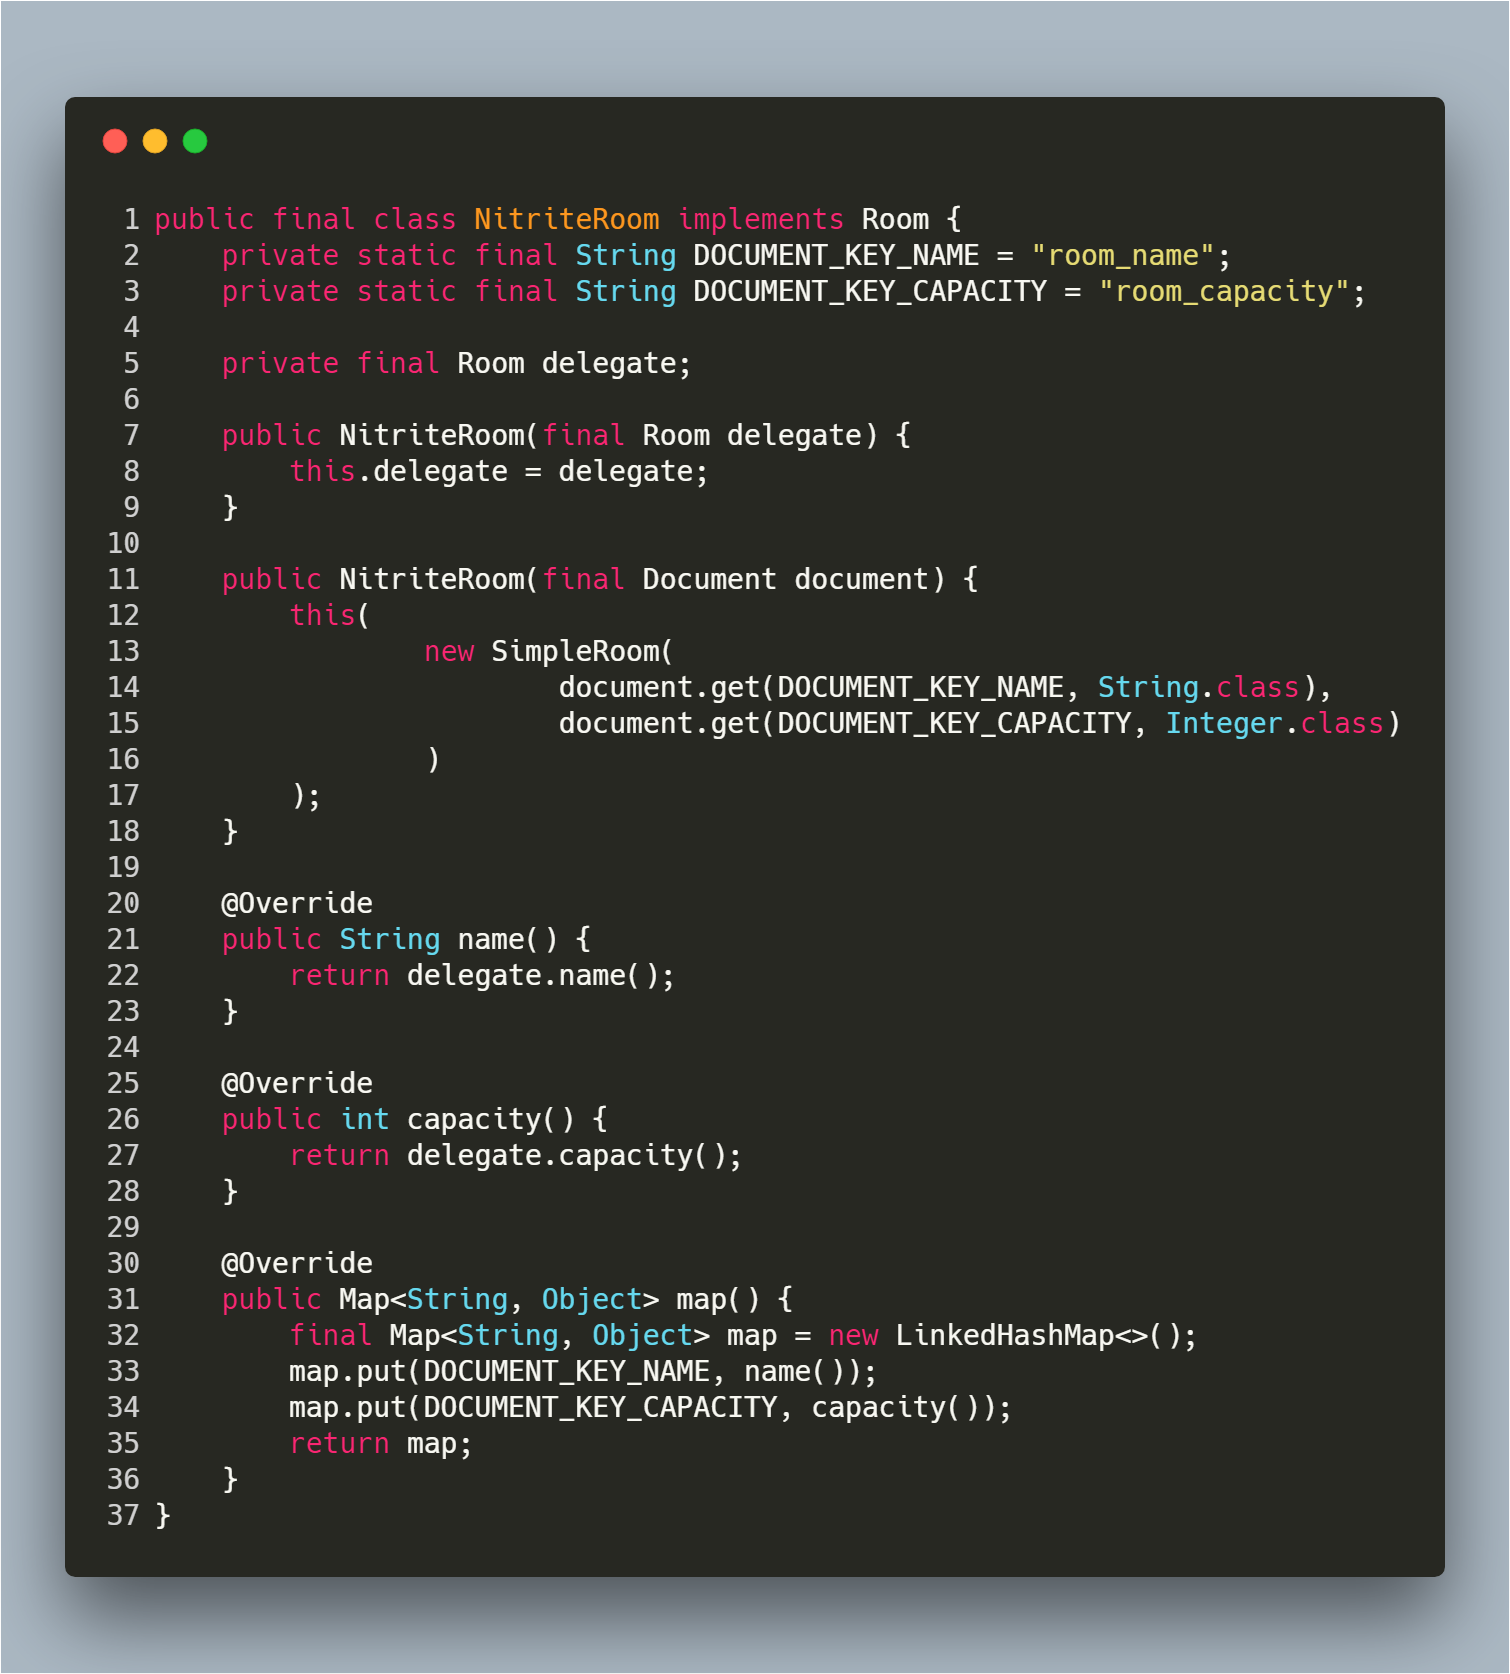 1 public final class NitriteRoom implements Room {
2     private static final String DOCUMENT_KEY_NAME = "room_name";
3     private static final String DOCUMENT_KEY_CAPACITY = "room_capacity";
4
5     private final Room delegate;
6
7     public NitriteRoom(final Room delegate) {
8         this.delegate = delegate;
9     }
10
11     public NitriteRoom(final Document document) {
12         this(
13                 new SimpleRoom(
14                         document.get(DOCUMENT_KEY_NAME, String.class),
15                         document.get(DOCUMENT_KEY_CAPACITY, Integer.class)
16                 )
17         );
18     }
19
20     @Override
21     public String name() {
22         return delegate.name();
23     }
24
25     @Override
26     public int capacity() {
27         return delegate.capacity();
28     }
29
30     @Override
31     public Map<String, Object> map() {
32         final Map<String, Object> map = new LinkedHashMap<>();
33         map.put(DOCUMENT_KEY_NAME, name());
34         map.put(DOCUMENT_KEY_CAPACITY, capacity());
35         return map;
36     }
37 }